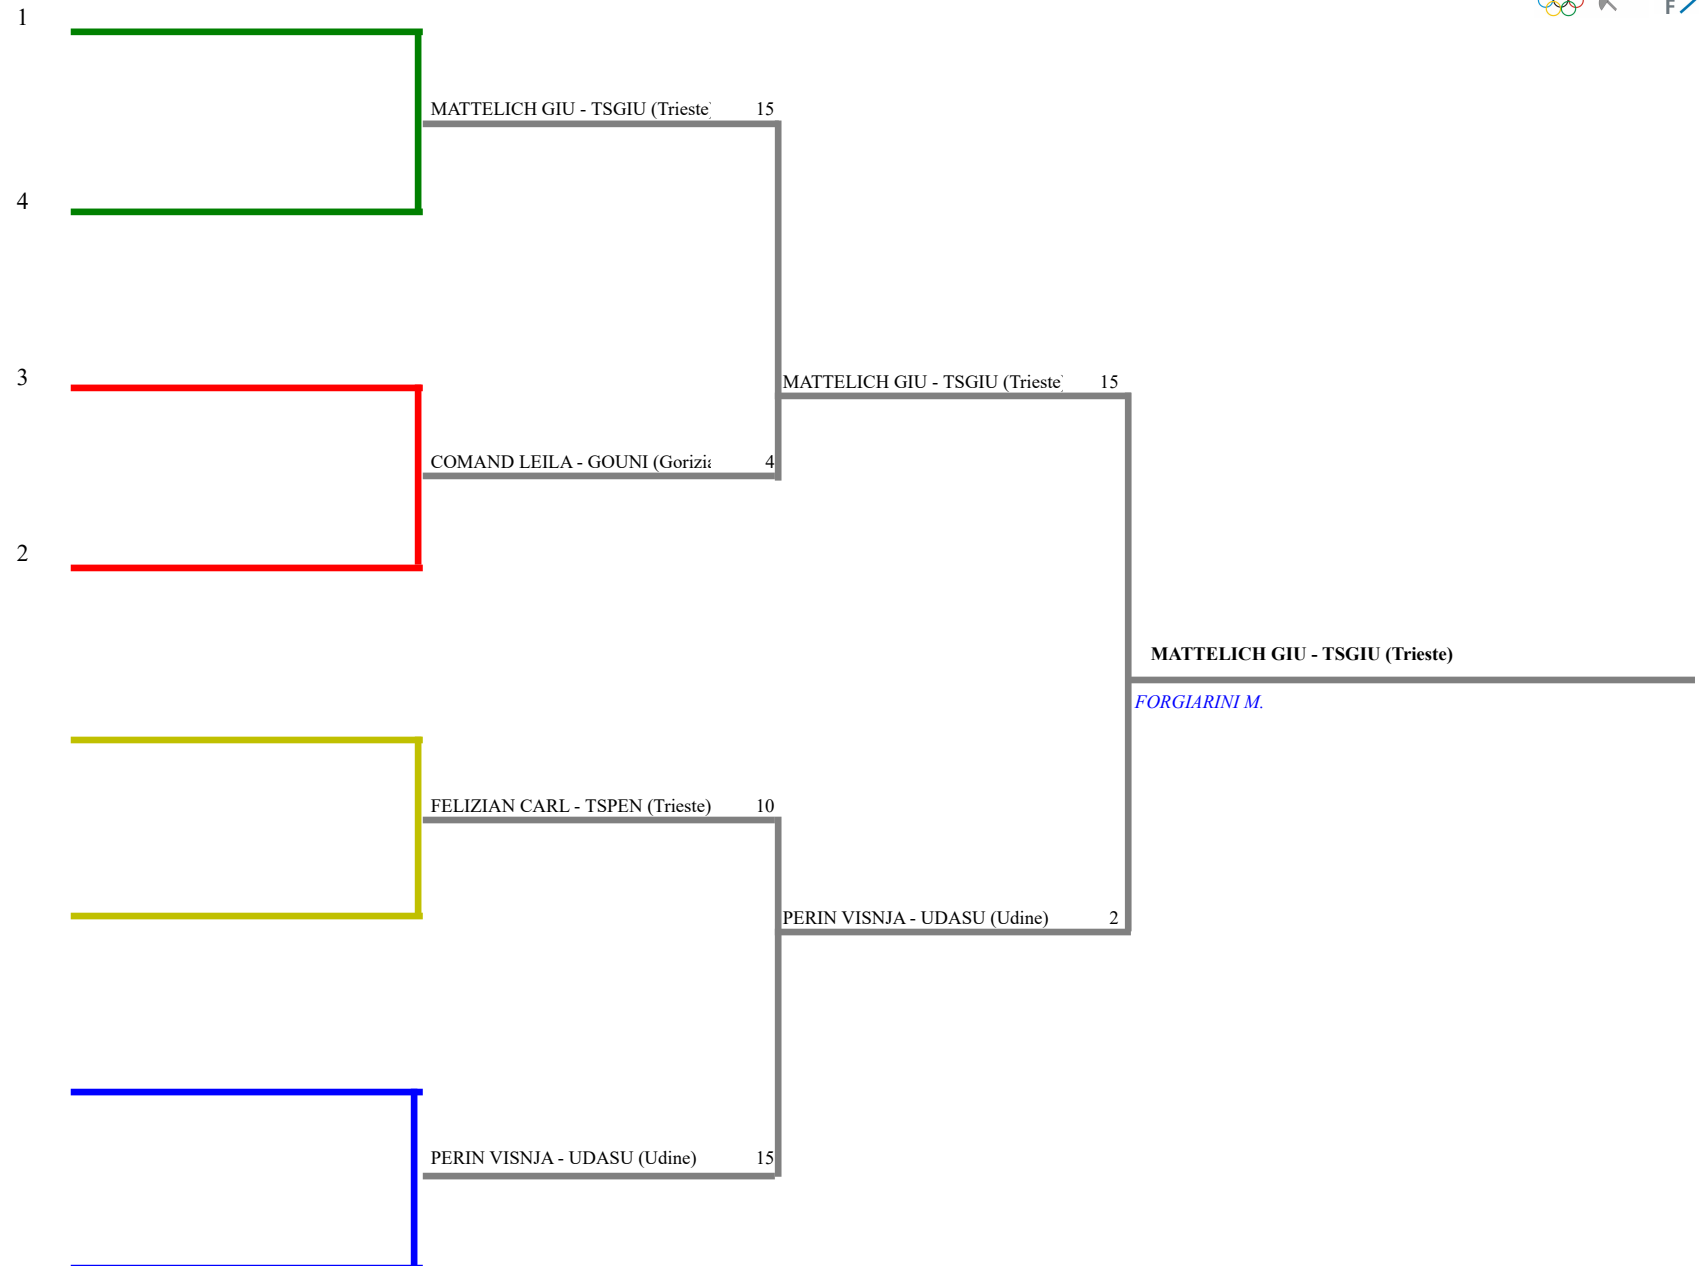 1
F
MATTELICH GIU - TSGIU (Trieste) 15
4
3
MATTELICH GIU - TSGIU (Trieste) 15
COMAND LEILA - GOUNI (Gorizia 4
2
MATTELICH GIU - TSGIU (Trieste)
FORGIARINI M.
FELIZIAN CARL - TSPEN (Trieste) 10
PERIN VISNJA - UDASU (Udine) 2
PERIN VISNJA - UDASU (Udine) 15